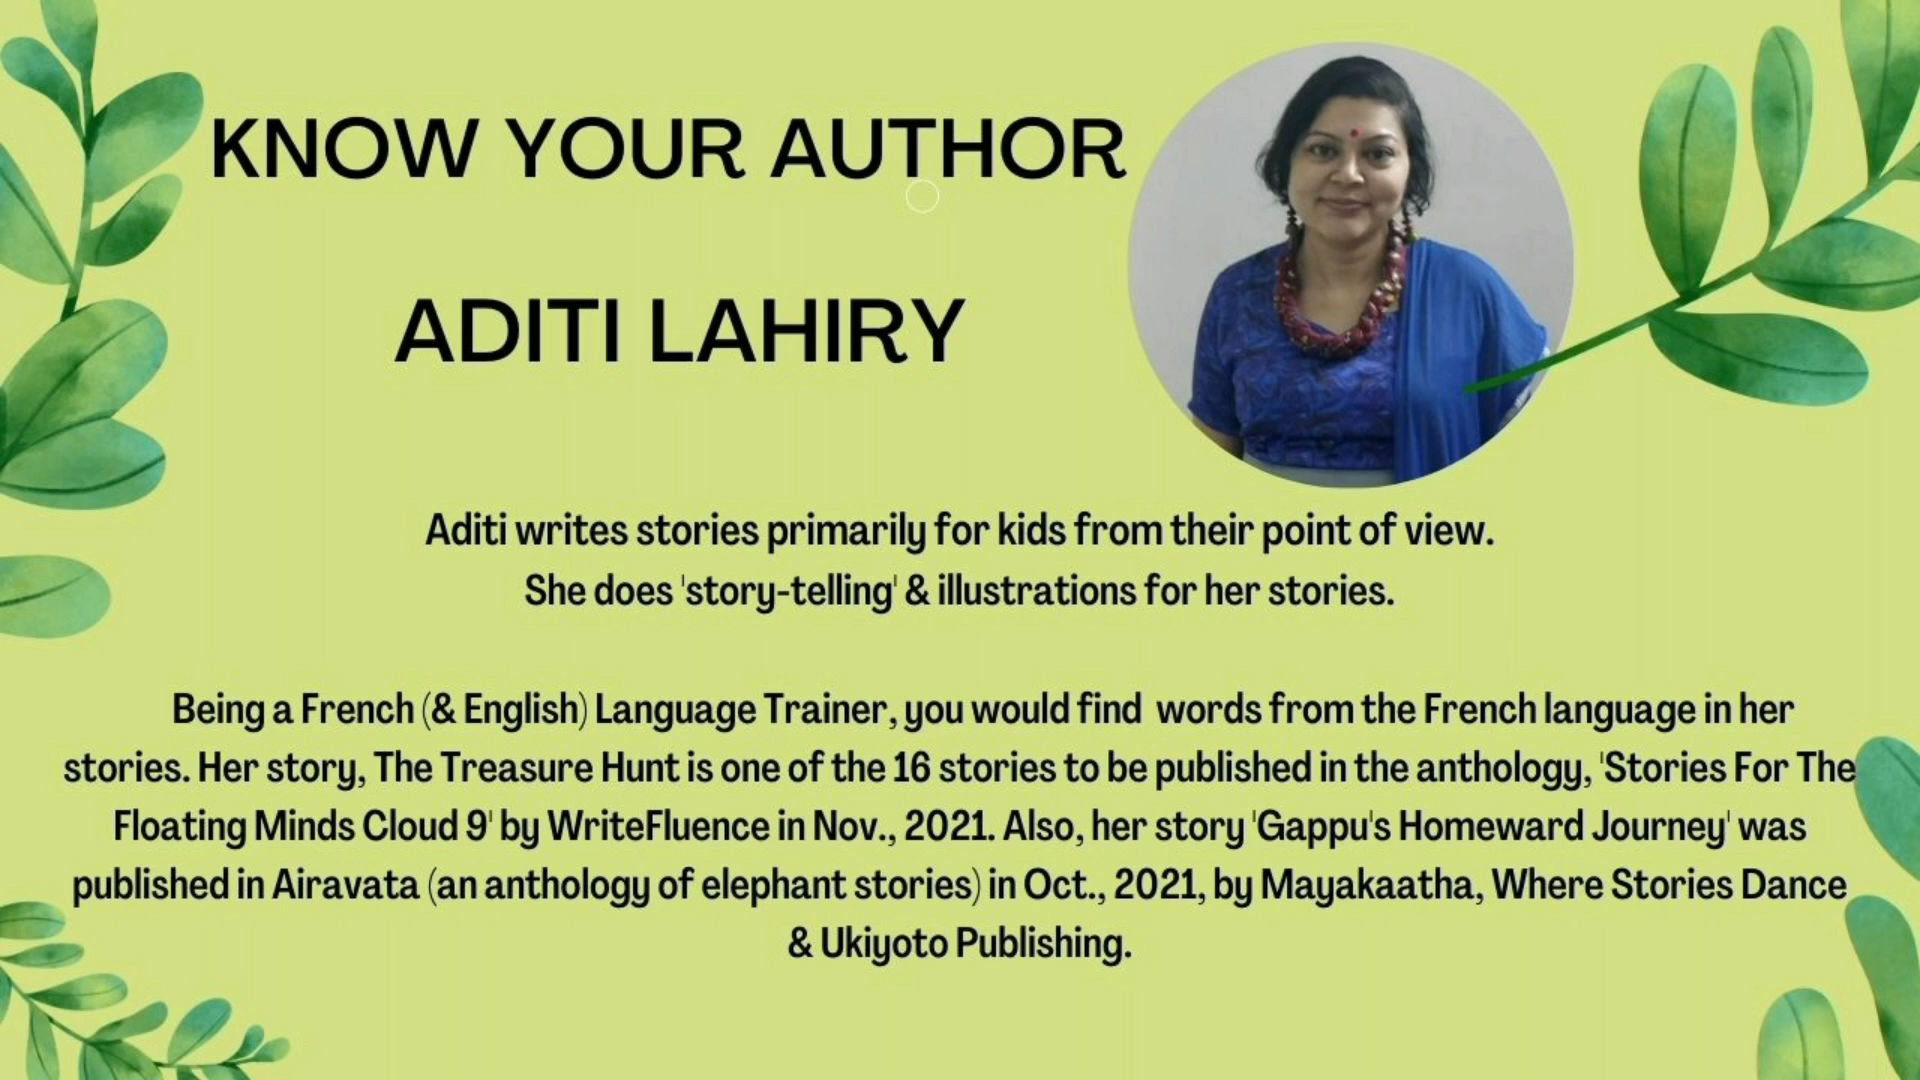 KNOW YOUR AUTHOR
ADITI LAHIRY
Aditi writes stories primarily for kids from their point of view.
She does 'story-telling' & illustrations for her stories.
Being a French (& English) Language Trainer, you would find words from the French language in her
stories. Her story, The Treasure Hunt is one of the 16 stories to be published in the anthology, 'Stories For The
Floating Minds Cloud 9' by WriteFluence in Nov., 2021. Also, her story 'Gappu's Homeward Journey' was
published in Airavata (an anthology of elephant stories) in Oct., 2021, by Mayakaatha, Where Stories Dance
& Ukiyoto Publishing.